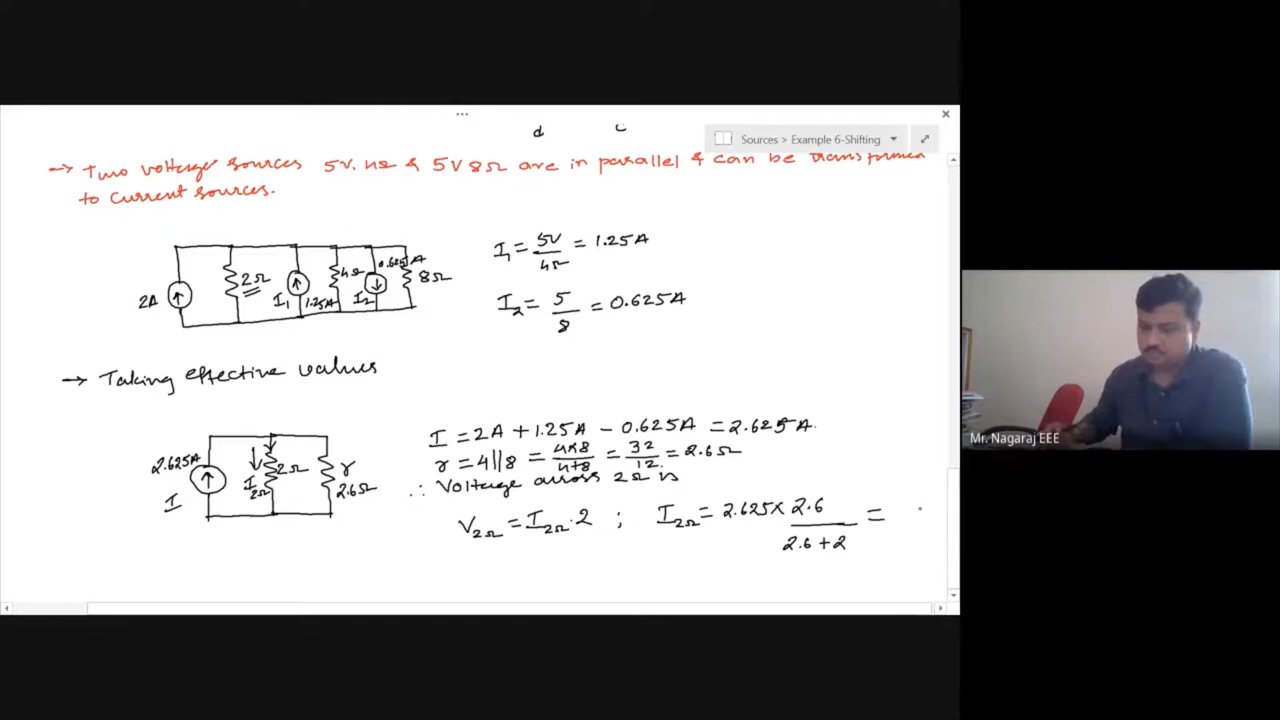 d
Sources > Example 6-Shifting
→ Two voltage sources 5V. 4Ω & 5V 8Ω are in parallel & can be transformed
to current sources.
2A
2Ω
I1
1.25A
4Ω
I2
0.625A
8Ω
I1 = 5V/4Ω = 1.25A
I2 = 5/8 = 0.625A
→ Taking effective values
2.625A
I
I2Ω
2Ω
r
2.6Ω
I = 2A + 1.25A - 0.625A = 2.625A.
r = 4||8 = 4x8/4+8 = 32/12 = 2.6Ω
∴ Voltage across 2Ω is
V2Ω = I2Ω.2 ; I2Ω = 2.625 x 2.6/2.6+2 =
Mr. Nagaraj EEE